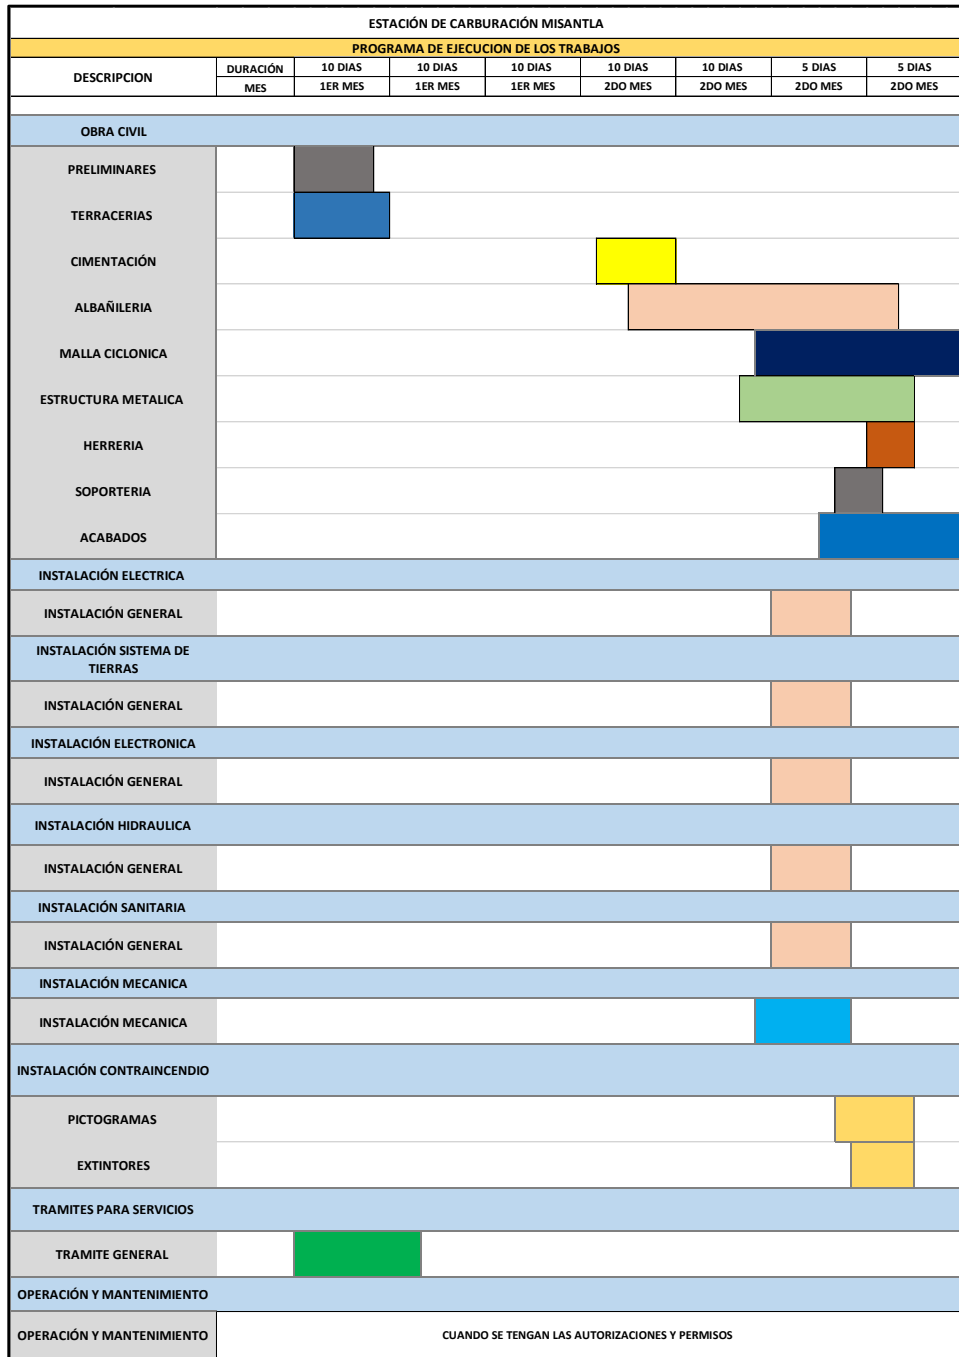 ESTACIÓN DE CARBURACIÓN MISANTLA
PROGRAMA DE EJECUCION DE LOS TRABAJOS
DESCRIPCION
DURACIÓN 10 DIAS 10 DIAS 10 DIAS 10 DIAS 10 DIAS 5 DIAS 5 DIAS
MES 1ER MES 1ER MES 1ER MES 2DO MES 2DO MES 2DO MES 2DO MES
OBRA CIVIL
PRELIMINARES
TERRACERIAS
CIMENTACIÓN
ALBAÑILERIA
MALLA CICLONICA
ESTRUCTURA METALICA
HERRERIA
SOPORTERIA
ACABADOS
INSTALACIÓN ELECTRICA
INSTALACIÓN GENERAL
INSTALACIÓN SISTEMA DE
TIERRAS
INSTALACIÓN GENERAL
INSTALACIÓN ELECTRONICA
INSTALACIÓN GENERAL
INSTALACIÓN HIDRAULICA
INSTALACIÓN GENERAL
INSTALACIÓN SANITARIA
INSTALACIÓN GENERAL
INSTALACIÓN MECANICA
INSTALACIÓN MECANICA
INSTALACIÓN CONTRAINCENDIO
PICTOGRAMAS
EXTINTORES
TRAMITES PARA SERVICIOS
TRAMITE GENERAL
OPERACIÓN Y MANTENIMIENTO
OPERACIÓN Y MANTENIMIENTO CUANDO SE TENGAN LAS AUTORIZACIONES Y PERMISOS